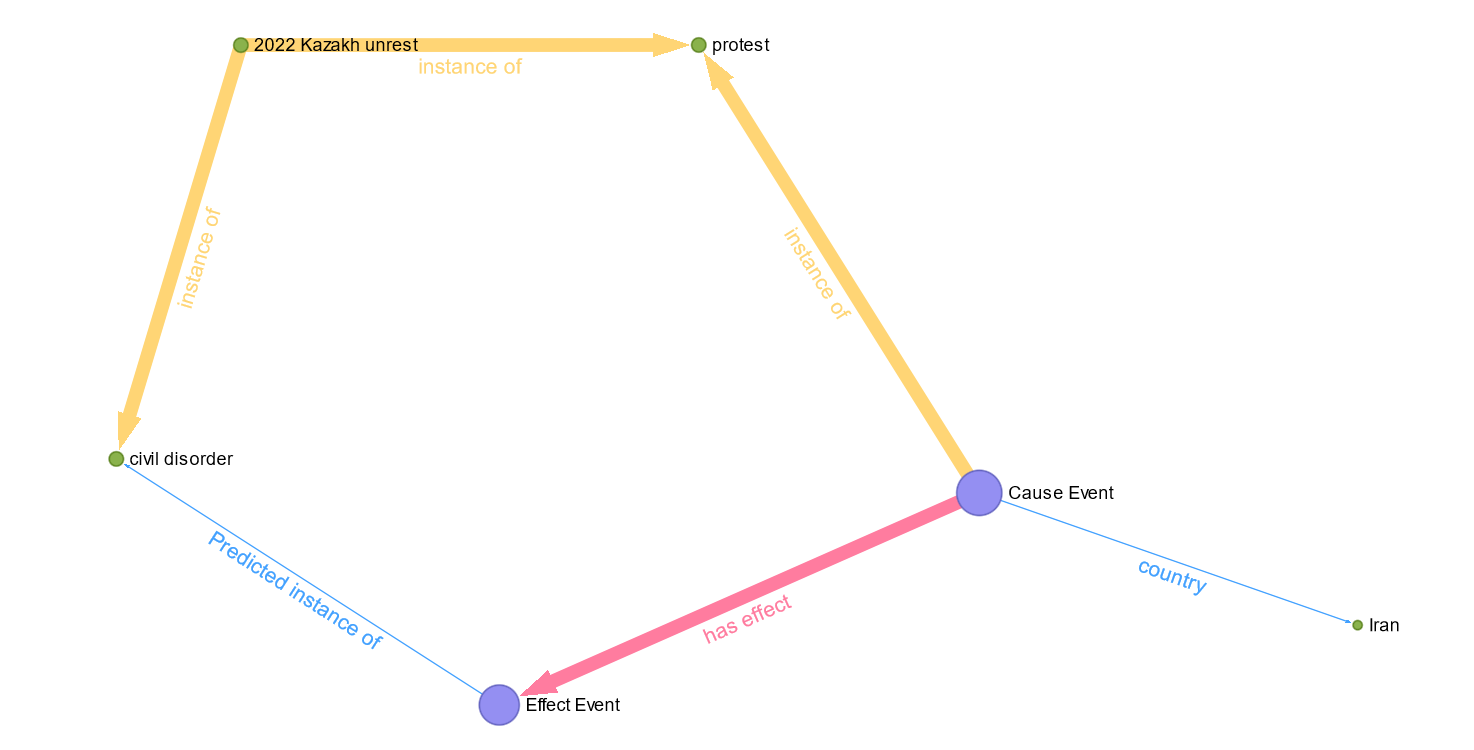 2022 Kazakh unrest
protest
instance of
instance of
instance of
civil disorder
Cause Event
Predicted instance of
country
has effect
Iran
Effect Event